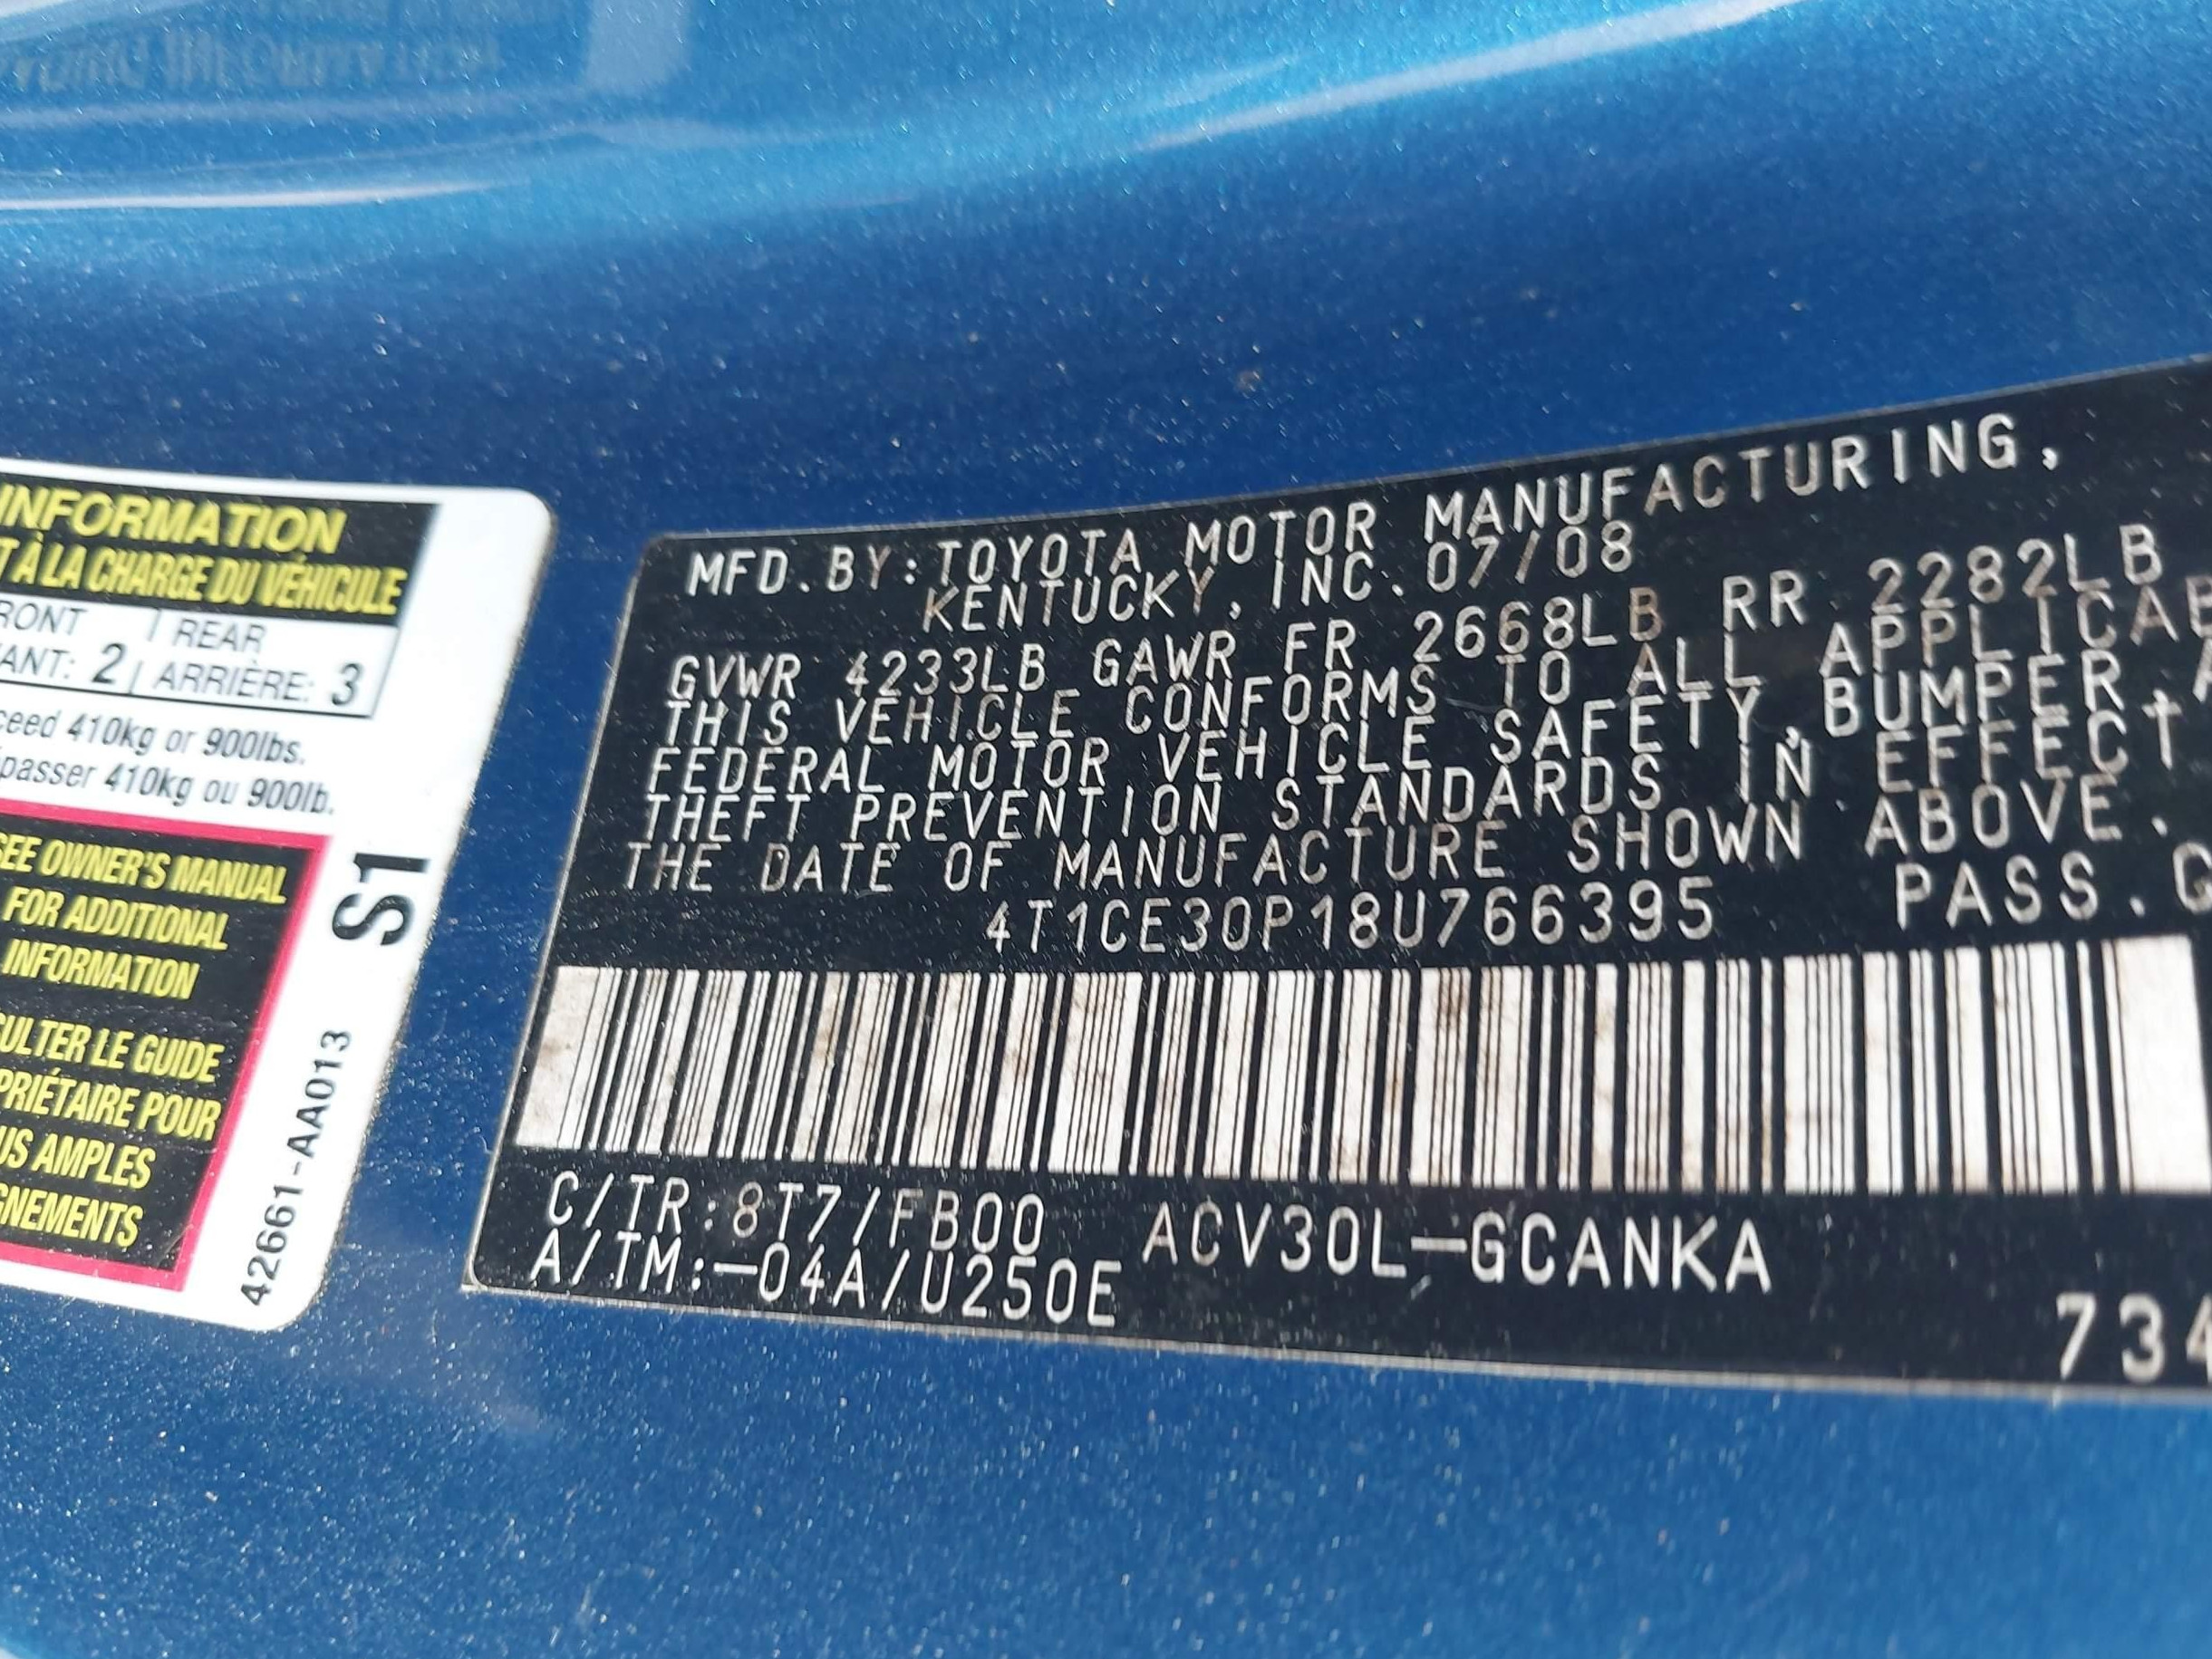 INFORMATION
À LA CHARGE DU VÉHICULE
REAR
2 ARRIÈRE: 3
410kg or 900lbs.
410kg ou 900lb.
SEE OWNER'S MANUAL
FOR ADDITIONAL
INFORMATION
LE GUIDE
POUR
AMPLES
S1
42661-AA013
MFD.BY:TOYOTA MOTOR MANUFACTURING,
KENTUCKY, INC. 07/08
GVWR 4233LB GAWR FR 2668LB RR 2282LB
THIS VEHICLE CONFORMS TO ALL
FEDERAL MOTOR VEHICLE SAFETY, BUMPER,
THEFT PREVENTION STANDARDS IN EFFECT
THE DATE OF MANUFACTURE SHOWN ABOVE.
4T1CE30P18U766395 PASS.
C/TR:8T7/FB00 ACV30L-GCANKA
A/TM:-04A/U250E